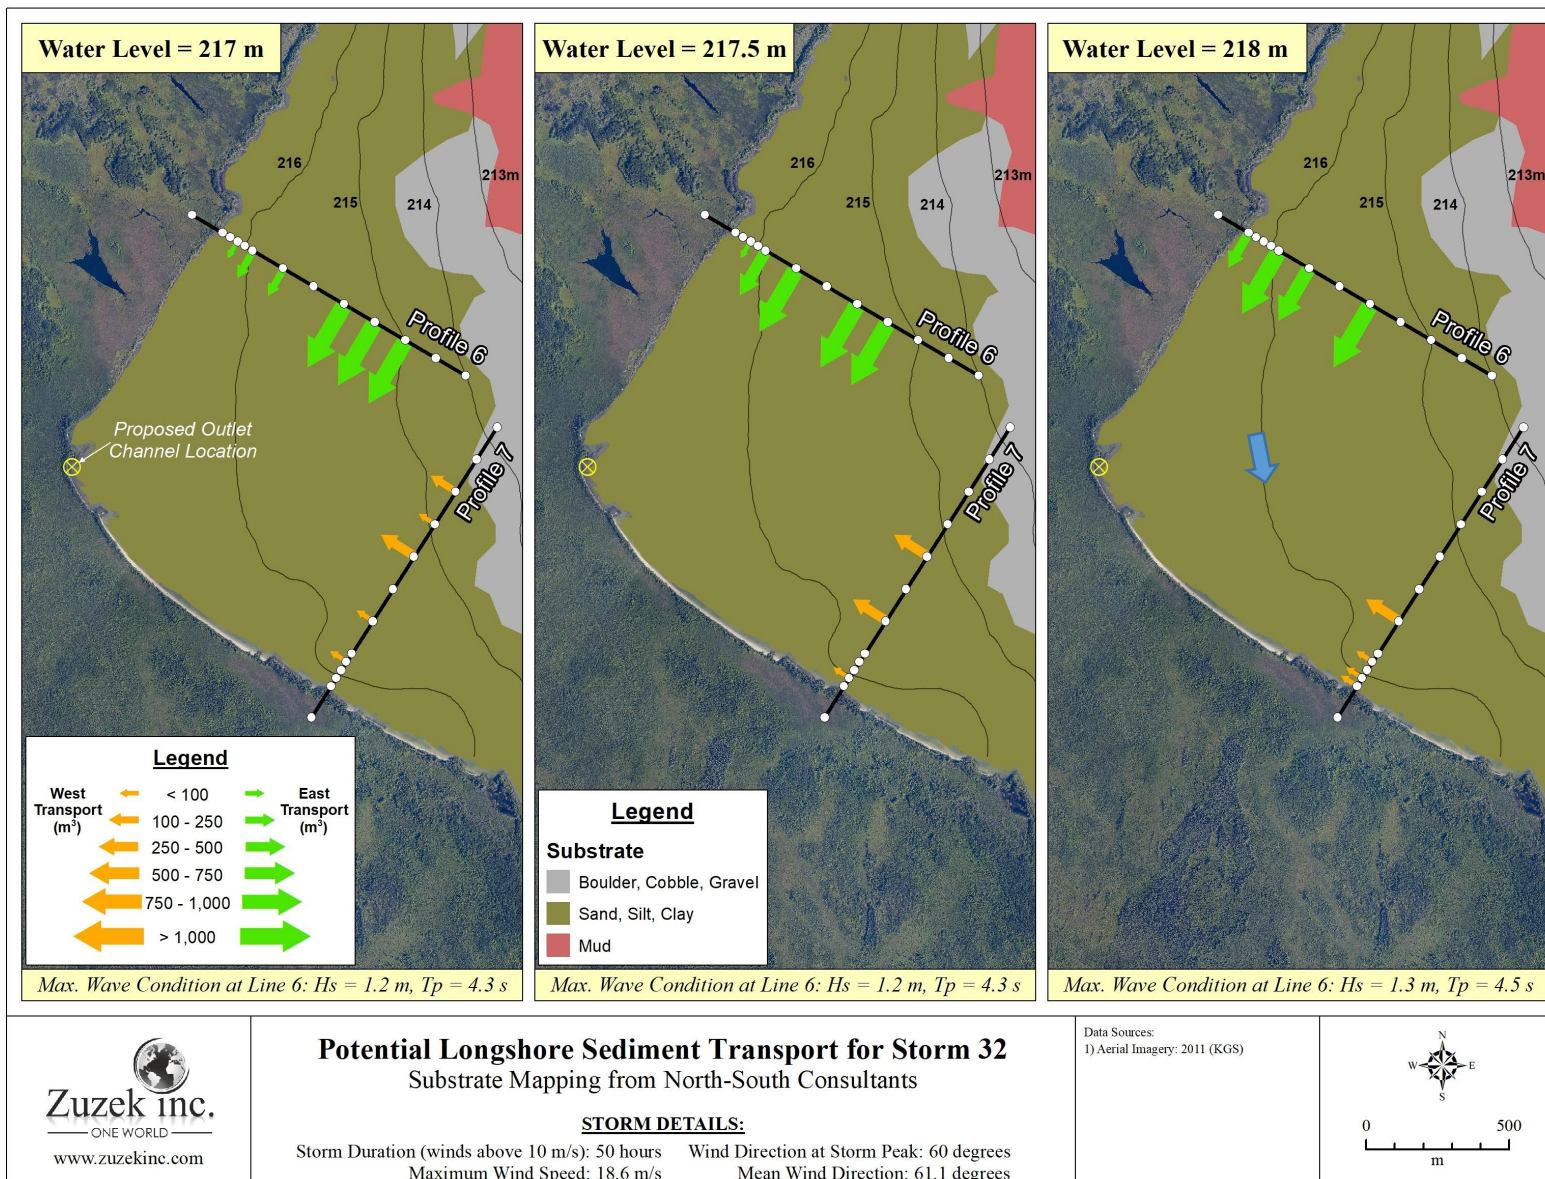 Water Level = 217 m
216
215
214
213m
Profile 6
Profile 7
Proposed Outlet
Channel Location
Legend
West
Transport
(m³)
East
Transport
(m³)
< 100
100 - 250
250 - 500
500 - 750
750 - 1,000
> 1,000
Max. Wave Condition at Line 6: Hs = 1.2 m, Tp = 4.3 s
Water Level = 217.5 m
216
215
214
213m
Profile 6
Profile 7
Legend
Substrate
Boulder, Cobble, Gravel
Sand, Silt, Clay
Mud
Max. Wave Condition at Line 6: Hs = 1.2 m, Tp = 4.3 s
Water Level = 218 m
216
215
214
213m
Profile 6
Profile 7
Max. Wave Condition at Line 6: Hs = 1.3 m, Tp = 4.5 s
Zuzek inc.
ONE WORLD
www.zuzekinc.com
Potential Longshore Sediment Transport for Storm 32
Substrate Mapping from North-South Consultants
STORM DETAILS:
Storm Duration (winds above 10 m/s): 50 hours
Wind Direction at Storm Peak: 60 degrees
Maximum Wind Speed: 18.6 m/s
Mean Wind Direction: 61.1 degrees
Data Sources:
1) Aerial Imagery: 2011 (KGS)
N
W
E
S
0
500
m